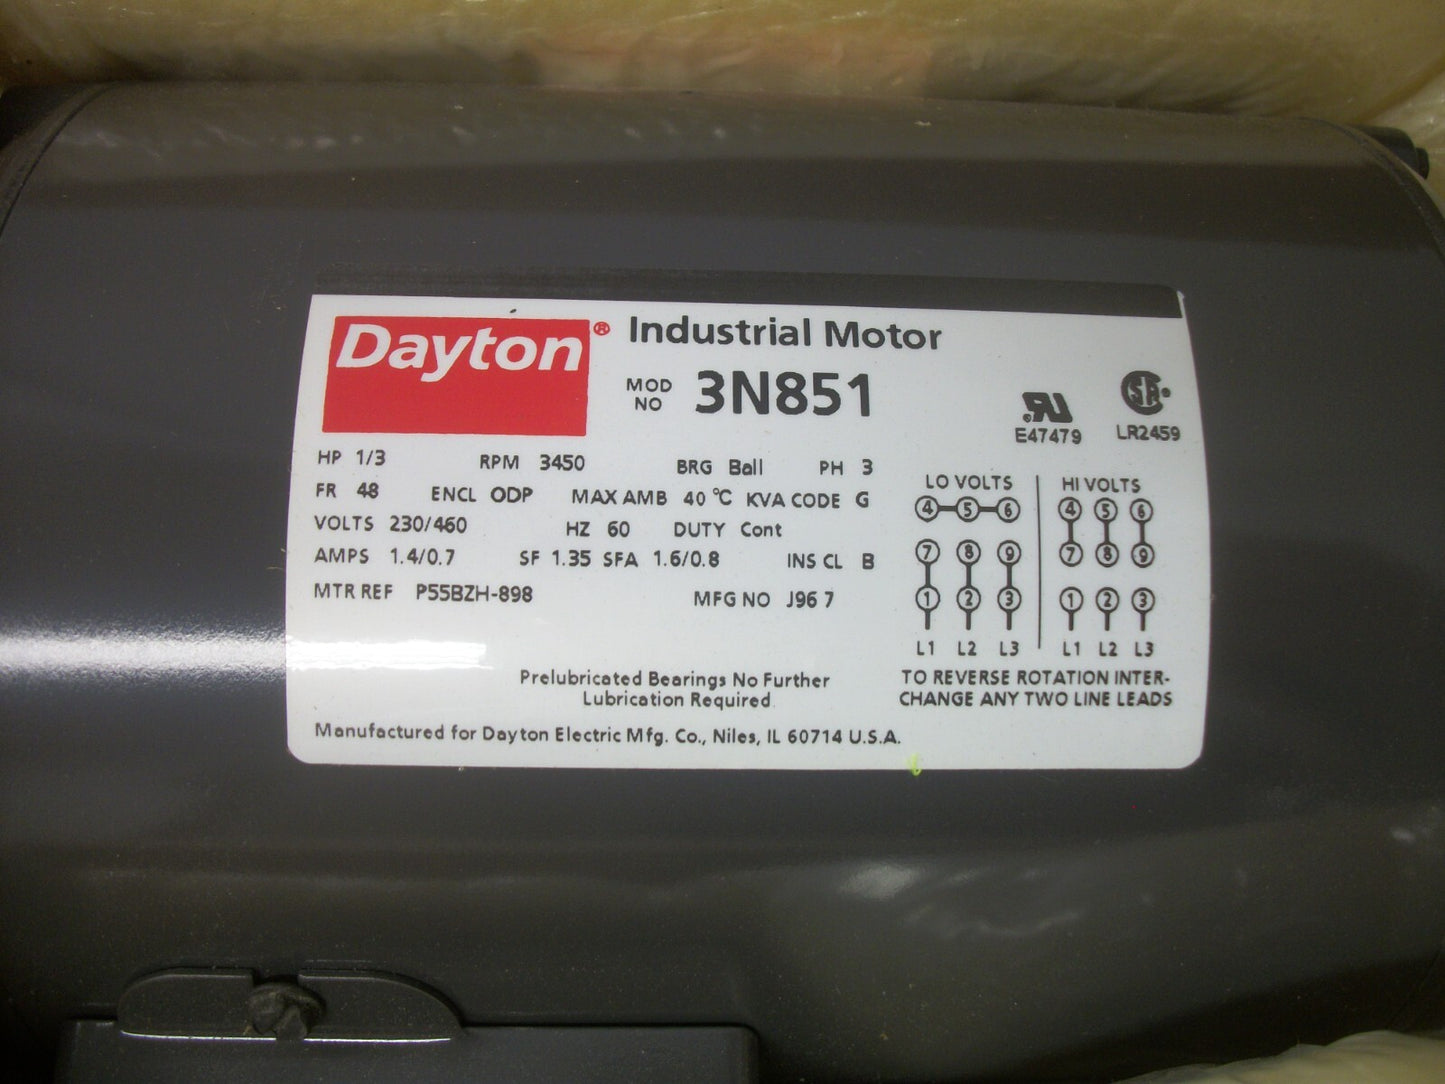 Dayton® Industrial Motor
MOD NO 3N851
E47479
LR2459
HP 1/3 RPM 3450 BRG Ball PH 3
FR 48 ENCL ODP MAX AMB 40 °C KVA CODE G
VOLTS 230/460 HZ 60 DUTY Cont
AMPS 1.4/0.7 SF 1.35 SFA 1.6/0.8 INS CL B
MTR REF P55BZH-898 MFG NO J96 7
LO VOLTS HI VOLTS
4 5 6 4 5 6
7 8 9 7 8 9
1 2 3 1 2 3
L1 L2 L3 L1 L2 L3
TO REVERSE ROTATION INTER-
CHANGE ANY TWO LINE LEADS
Prelubricated Bearings No Further
Lubrication Required
Manufactured for Dayton Electric Mfg. Co., Niles, IL 60714 U.S.A.